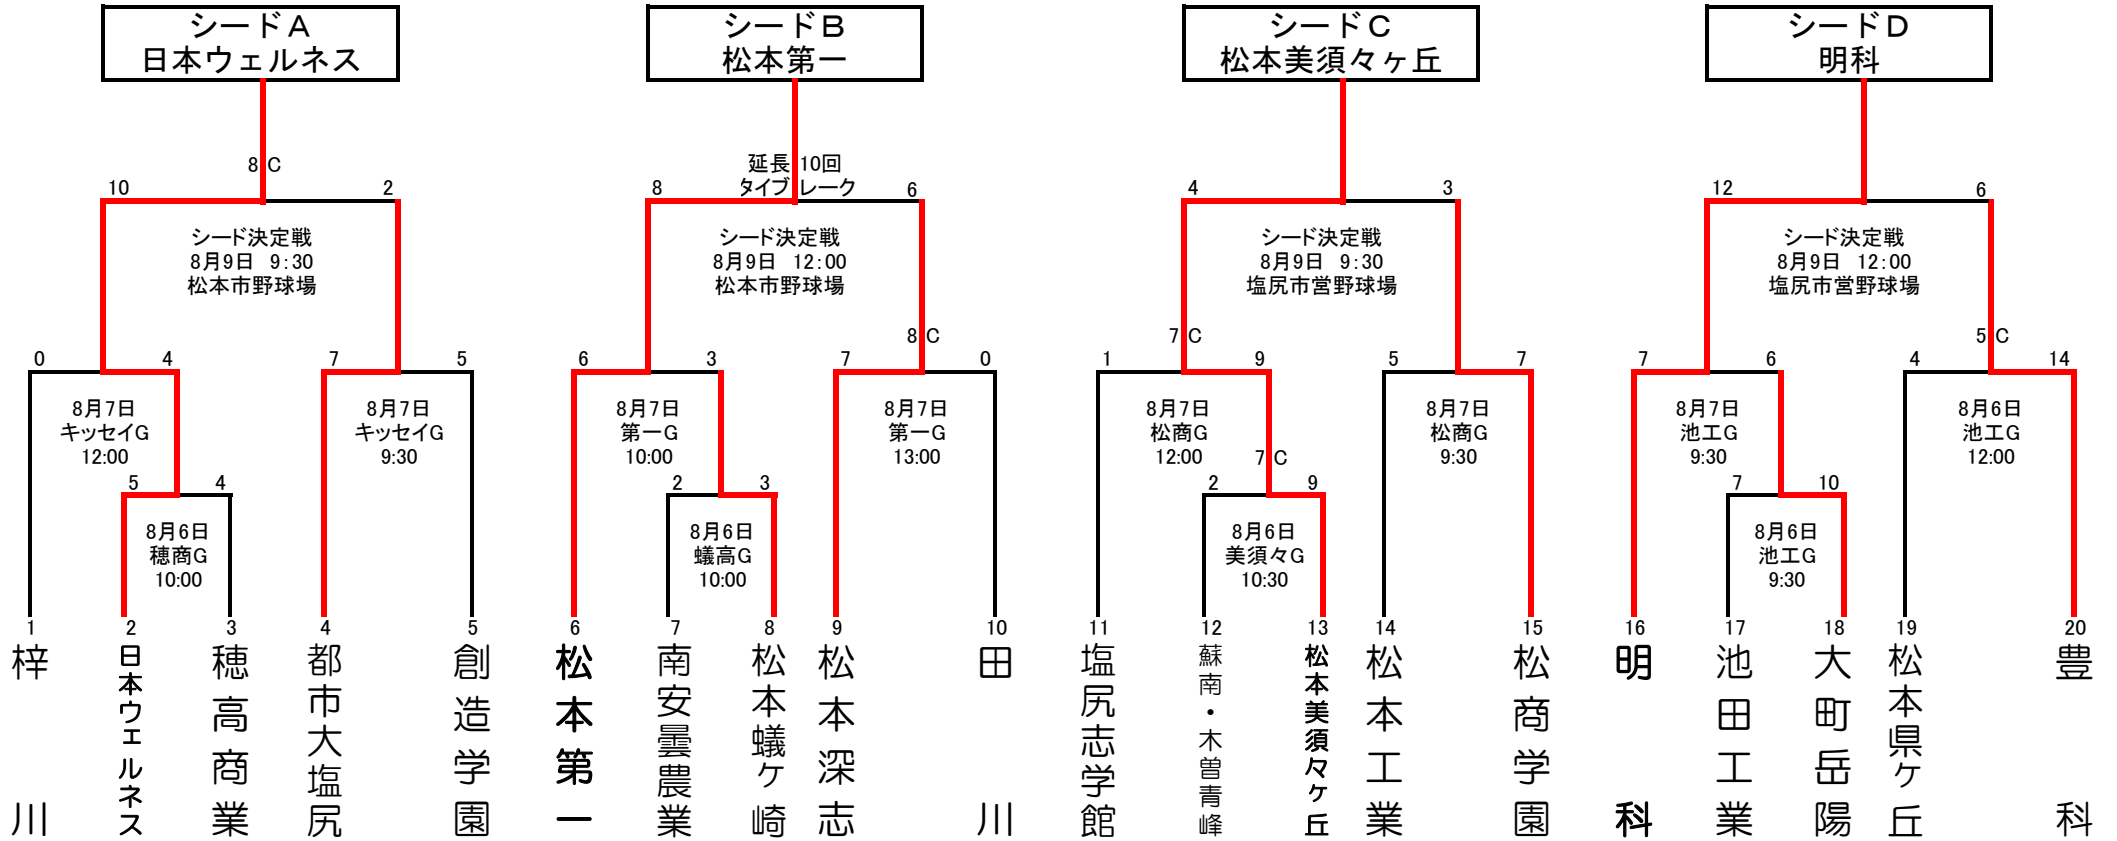 シードA
日本ウェルネス
シードB
松本第一
シードC
松本美須々ヶ丘
シードD
明科
8 C
延長 10回
タイブレーク
10 2
8 6
4 3
12 6
シード決定戦
8月9日 9:30
松本市野球場
シード決定戦
8月9日 12:00
松本市野球場
シード決定戦
8月9日 9:30
塩尻市営野球場
シード決定戦
8月9日 12:00
塩尻市営野球場
8 C
7 C
5 C
0 4
7 5
6 3
7 0
1 9
5 7
7 6
4 14
8月7日
キッセイG
12:00
8月7日
キッセイG
9:30
8月7日
第一G
10:00
8月7日
第一G
13:00
8月7日
松商G
12:00
8月7日
松商G
9:30
8月7日
池工G
9:30
8月6日
池工G
12:00
7 C
5 4
2 3
2 9
7 10
8月6日
穂商G
10:00
8月6日
蟻高G
10:00
8月6日
美須々G
10:30
8月6日
池工G
9:30
1
梓川
2
日本ウェルネス
3
穂高商業
4
都市大塩尻
5
創造学園
6
松本第一
7
南安曇農業
8
松本蟻ケ崎
9
松本深志
10
田川
11
塩尻志学館
12
蘇南・木曽青峰
13
松本美須々ケ丘
14
松本工業
15
松商学園
16
明科
17
池田工業
18
大町岳陽
19
松本県ケ丘
20
豊科